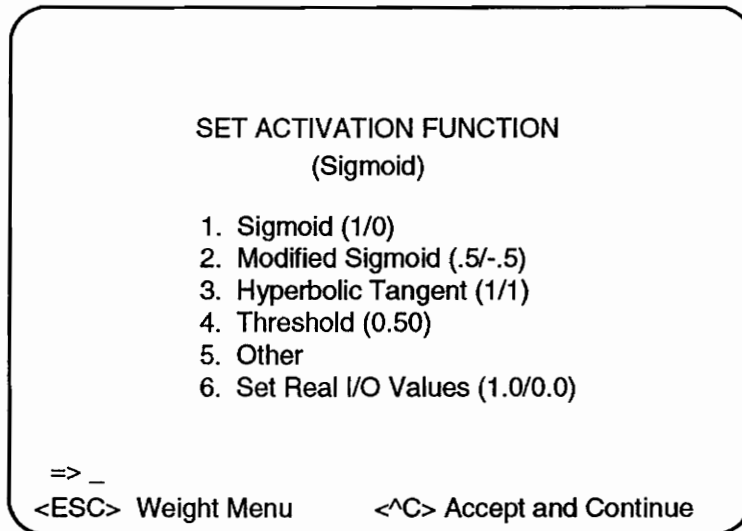 SET ACTIVATION FUNCTION
(Sigmoid)
1. Sigmoid (1/0)
2. Modified Sigmoid (.5/-.5)
3. Hyperbolic Tangent (1/1)
4. Threshold (0.50)
5. Other
6. Set Real I/O Values (1.0/0.0)
=> _
<ESC> Weight Menu <^C> Accept and Continue